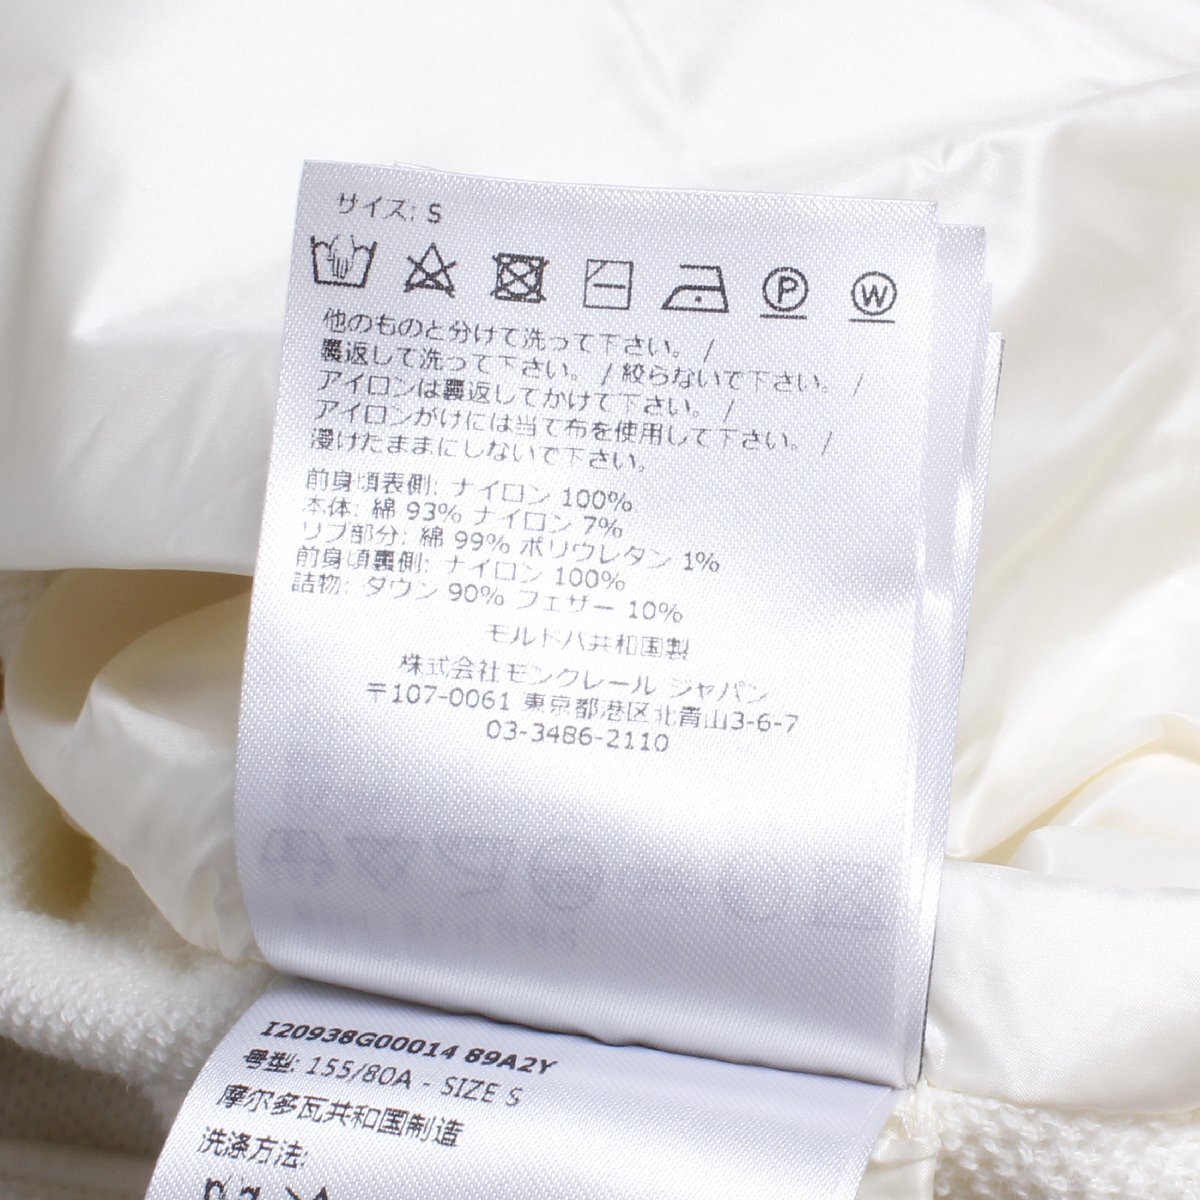 サイズ: S
P W
他のものと分けて洗って下さい。 /
裏返して洗って下さい。 / 絞らないで下さい。 /
アイロンは裏返してかけて下さい。 /
アイロンがけには当て布を使用して下さい。 /
浸けたままにしないで下さい。
前身頃表側: ナイロン 100%
本体: 綿 93% ナイロン 7%
リブ部分: 綿 99% ポリウレタン 1%
前身頃裏側: ナイロン 100%
詰物: ダウン 90% フェザー 10%
モルドバ共和国製
株式会社モンクレール ジャパン
〒107-0061 東京都港区北青山3-6-7
03-3486-2110
I20938G00014 89A2Y
号型: 155/80A - SIZE S
摩尔多瓦共和国制造
洗涤方法: